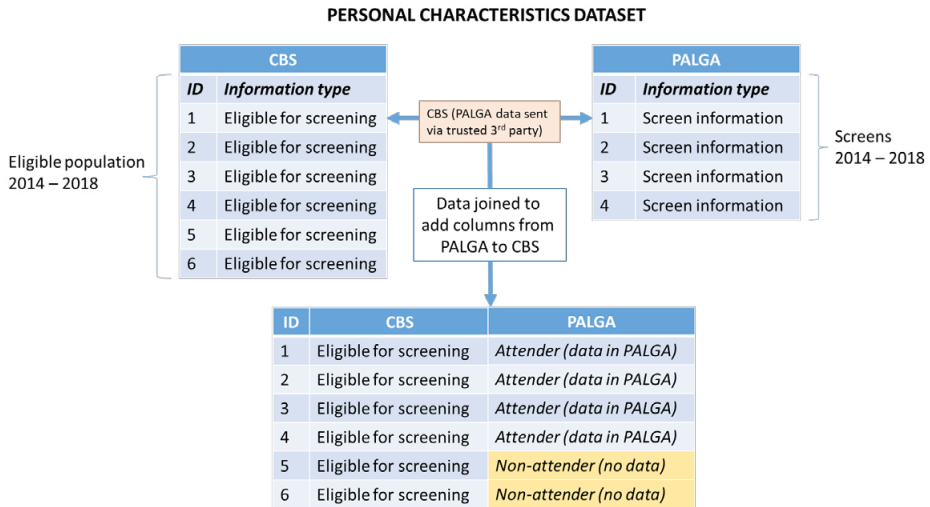 PERSONAL CHARACTERISTICS DATASET
CBS
ID Information type
1 Eligible for screening
2 Eligible for screening
3 Eligible for screening
4 Eligible for screening
5 Eligible for screening
6 Eligible for screening
Eligible population
2014 – 2018
CBS (PALGA data sent
via trusted 3rd party)
PALGA
ID Information type
1 Screen information
2 Screen information
3 Screen information
4 Screen information
Screens
2014 – 2018
Data joined to
add columns from
PALGA to CBS
ID CBS PALGA
1 Eligible for screening Attender (data in PALGA)
2 Eligible for screening Attender (data in PALGA)
3 Eligible for screening Attender (data in PALGA)
4 Eligible for screening Attender (data in PALGA)
5 Eligible for screening Non-attender (no data)
6 Eligible for screening Non-attender (no data)